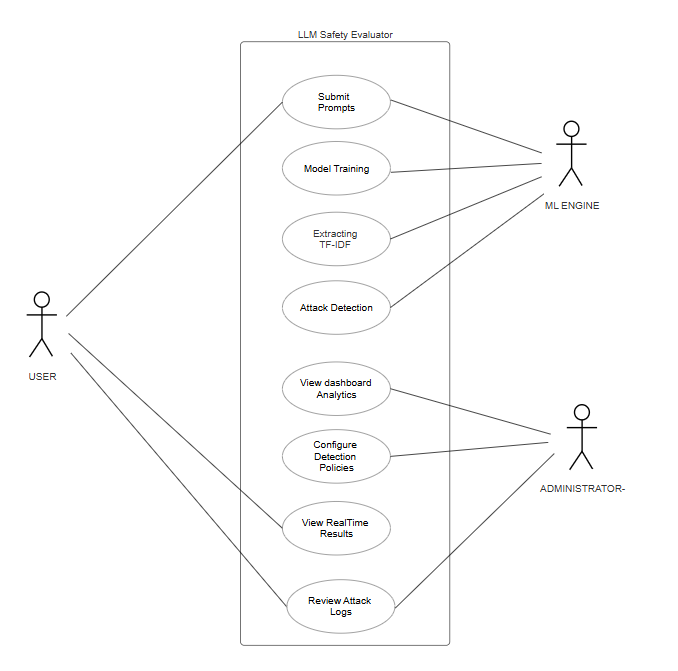 LLM Safety Evaluator
Submit
Prompts
Model Training
ML ENGINE
Extracting
TF-IDF
Attack Detection
USER
View dashboard
Analytics
Configure
Detection
Policies
ADMINISTRATOR-
View RealTime
Results
Review Attack
Logs